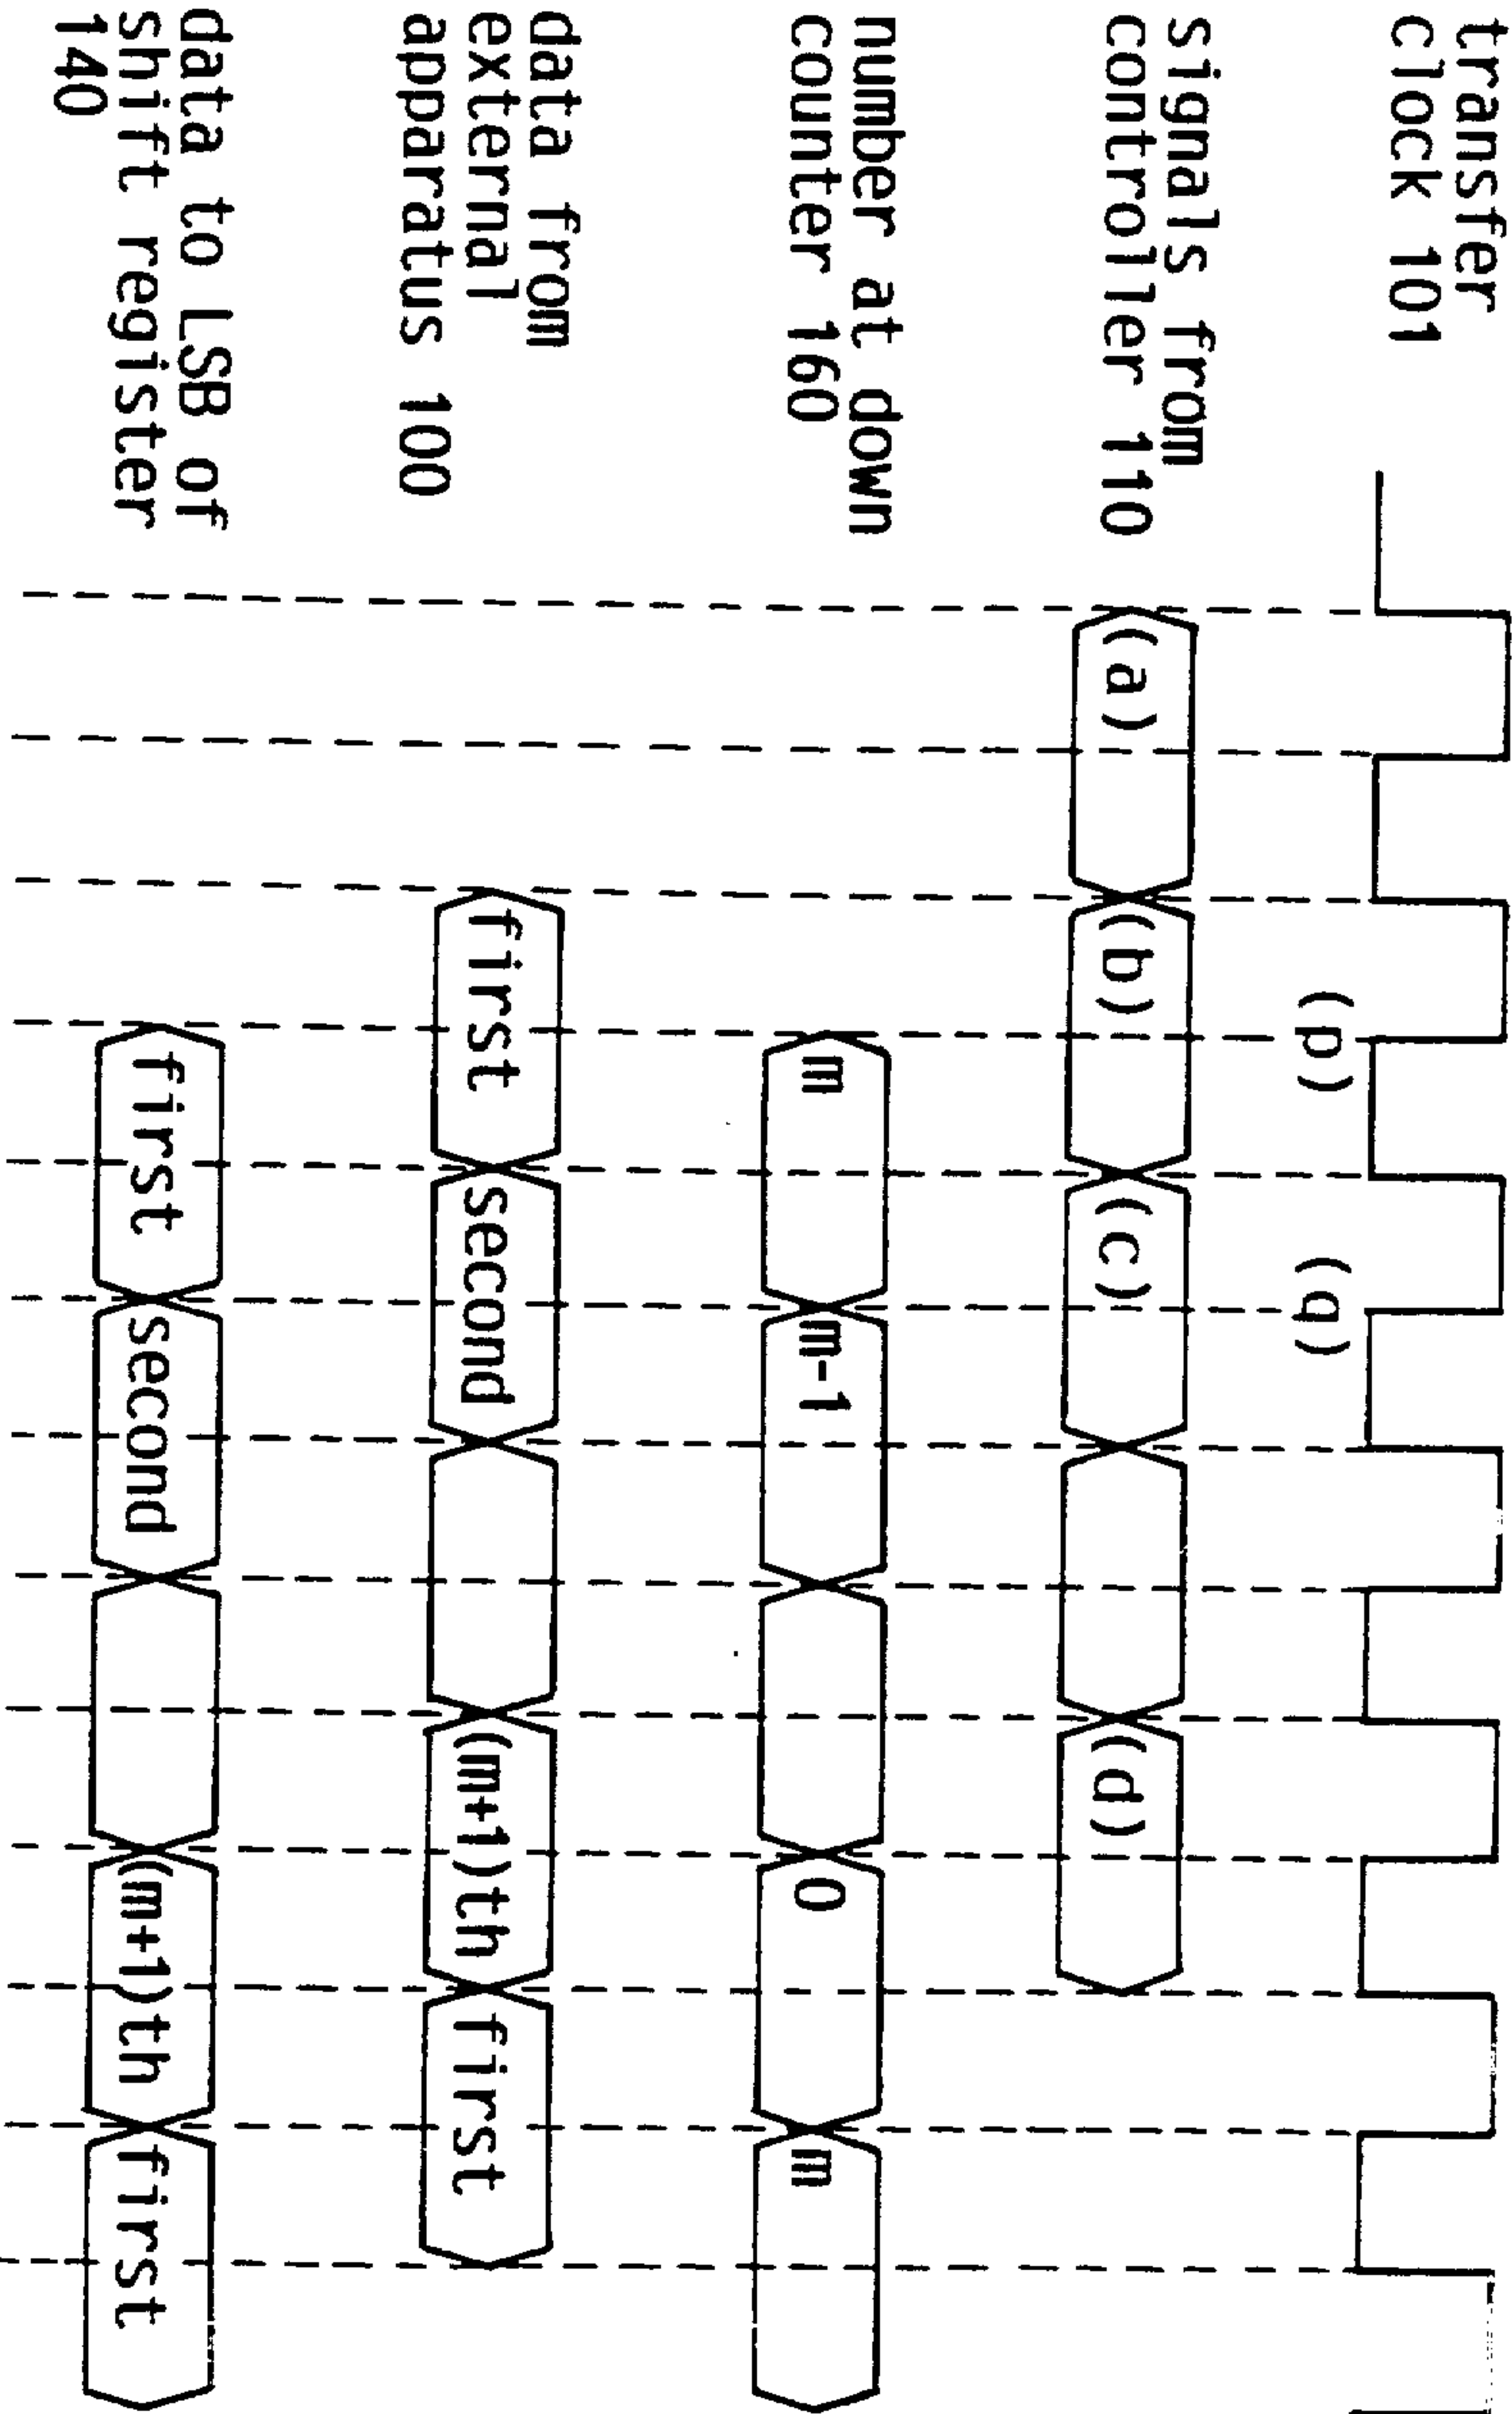 transfer
clock 101
(p)
(q)
signals from
controller 110
(a)
(b)
(c)
(d)
number at down
counter 160
m
m-1
0
m
data from
external
apparatus 100
first
second
(m+1)th
first
data to LSB of
shift register
140
first
second
(m+1)th
first